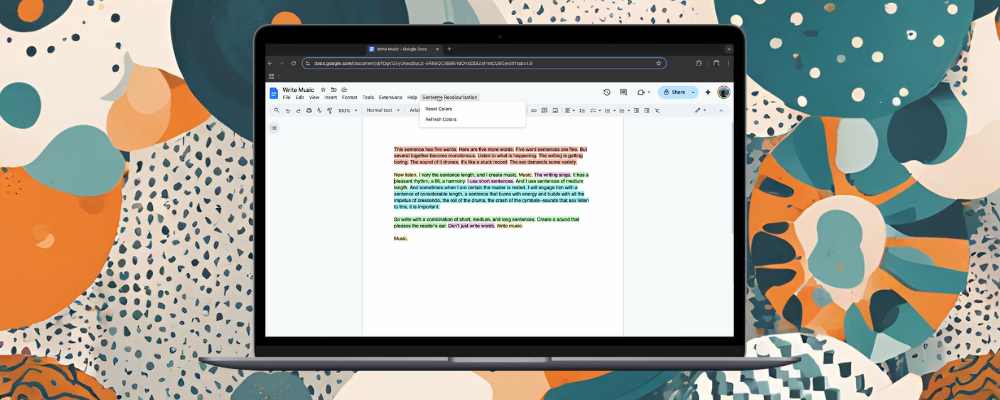 Write Music - Google Docs
Write Music
File Edit View Insert Format Tools Extensions Help Sentence Recolourisation
Share
Reset Colors
Refresh Colors
100%
Normal text
This sentence has five words. Here are five more words. Five word sentences are fine. But
several together become monotonous. Listen to what is happening. The writing is getting
boring. The sound of it drones. It's like a stuck record. The ear demands some variety.
Now listen. I vary the sentence length, and I create music. Music. The writing sings. It has a
pleasant rhythm, a lilt, a harmony. I use short sentences. And I use sentences of medium
length. And sometimes when I am certain the reader is rested, I will engage him with a
sentence of considerable length, a sentence that burns with energy and builds with all the
impetus of crescendo, the roll of the drums, the crash of the cymbals–sounds that say listen
to this, it is important.
So write with a combination of short, medium, and long sentences. Create a sound that
pleases the reader's ear. Don't just write words. Write music.
Music.